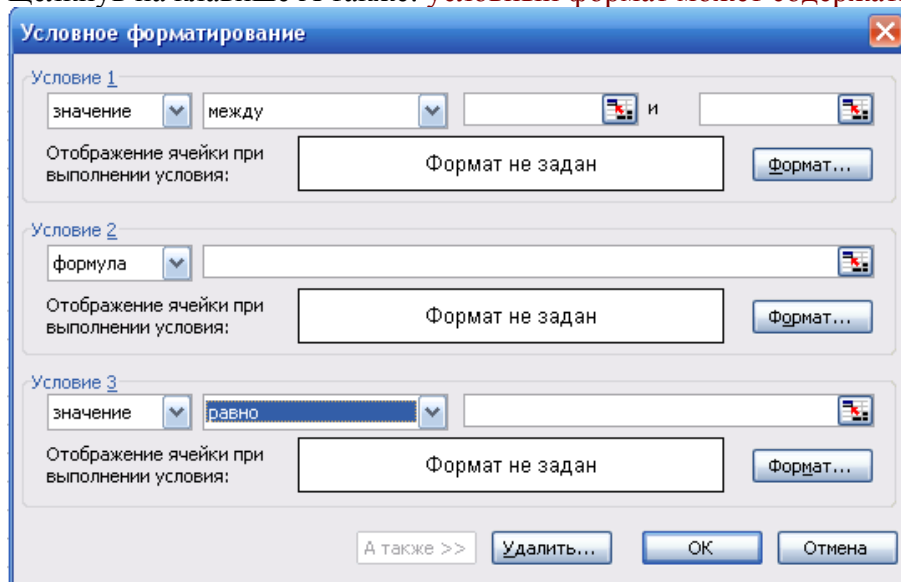 Условное форматирование
Условие 1
значение между и
Отображение ячейки при
выполнении условия:
Формат не задан
Формат...
Условие 2
формула
Отображение ячейки при
выполнении условия:
Формат не задан
Формат...
Условие 3
значение равно
Отображение ячейки при
выполнении условия:
Формат не задан
Формат...
А также >> Удалить... ОК Отмена